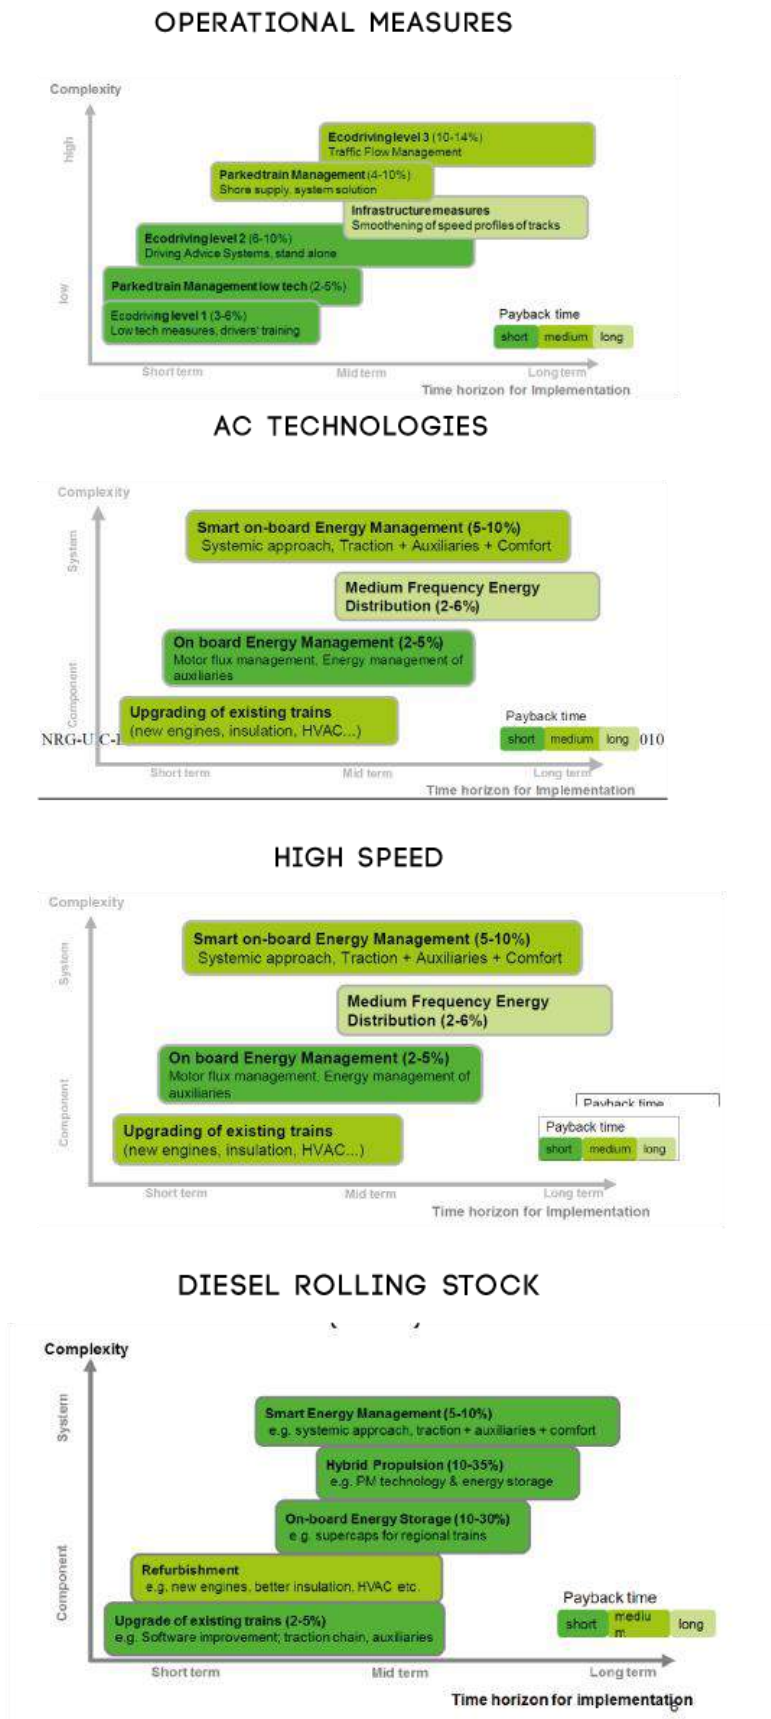 OPERATIONAL MEASURES
Complexity
high
Ecodriving level 3 (10-14%)
Traffic Flow Management
Parked train Management (4-10%)
Shore supply, system solution
Infrastructure measures
Smoothening of speed profiles of tracks
Ecodriving level 2 (6-10%)
Driving Advice Systems, stand alone
low
Parked train Management low tech (2-5%)
Ecodriving level 1 (3-6%)
Low tech measures, drivers' training
Payback time
short medium long
Short term Mid term Long term
Time horizon for Implementation
AC TECHNOLOGIES
Complexity
System
Smart on-board Energy Management (5-10%)
Systemic approach, Traction + Auxiliaries + Comfort
Medium Frequency Energy
Distribution (2-6%)
On board Energy Management (2-5%)
Motor flux management, Energy management of
auxiliaries
Component
Upgrading of existing trains
(new engines, insulation, HVAC...)
Payback time
short medium long
NRG-UIC- 010
Short term Mid term Long term
Time horizon for Implementation
HIGH SPEED
Complexity
System
Smart on-board Energy Management (5-10%)
Systemic approach, Traction + Auxiliaries + Comfort
Medium Frequency Energy
Distribution (2-6%)
On board Energy Management (2-5%)
Motor flux management, Energy management of
auxiliaries
Component
Upgrading of existing trains
(new engines, insulation, HVAC...)
Payback time
Payback time
short medium long
Short term Mid term Long term
Time horizon for Implementation
DIESEL ROLLING STOCK
Complexity
System
Smart Energy Management (5-10%)
e.g. systemic approach, traction + auxiliaries + comfort
Hybrid Propulsion (10-35%)
e.g. PM technology & energy storage
On-board Energy Storage (10-30%)
e.g. supercaps for regional trains
Component
Refurbishment
e.g. new engines, better insulation, HVAC etc.
Upgrade of existing trains (2-5%)
e.g. Software improvement; traction chain, auxiliaries
Payback time
short mediu long
m
Short term Mid term Long term
Time horizon for implementation
6